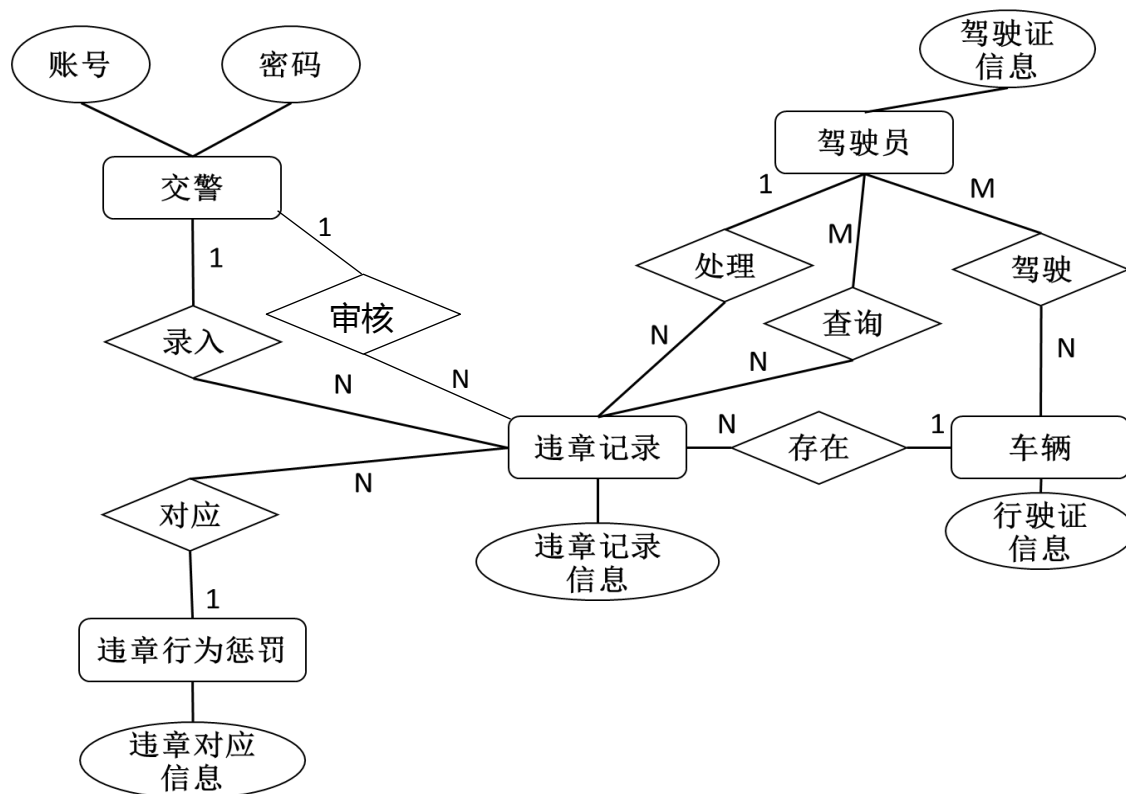 账号
密码
驾驶证
信息
驾驶员
交警
1
1
1
M
M
处理
驾驶
审核
查询
录入
N
N
N
N
N
违章记录
N
存在
1
车辆
N
对应
违章记录
信息
行驶证
信息
1
违章行为惩罚
违章对应
信息